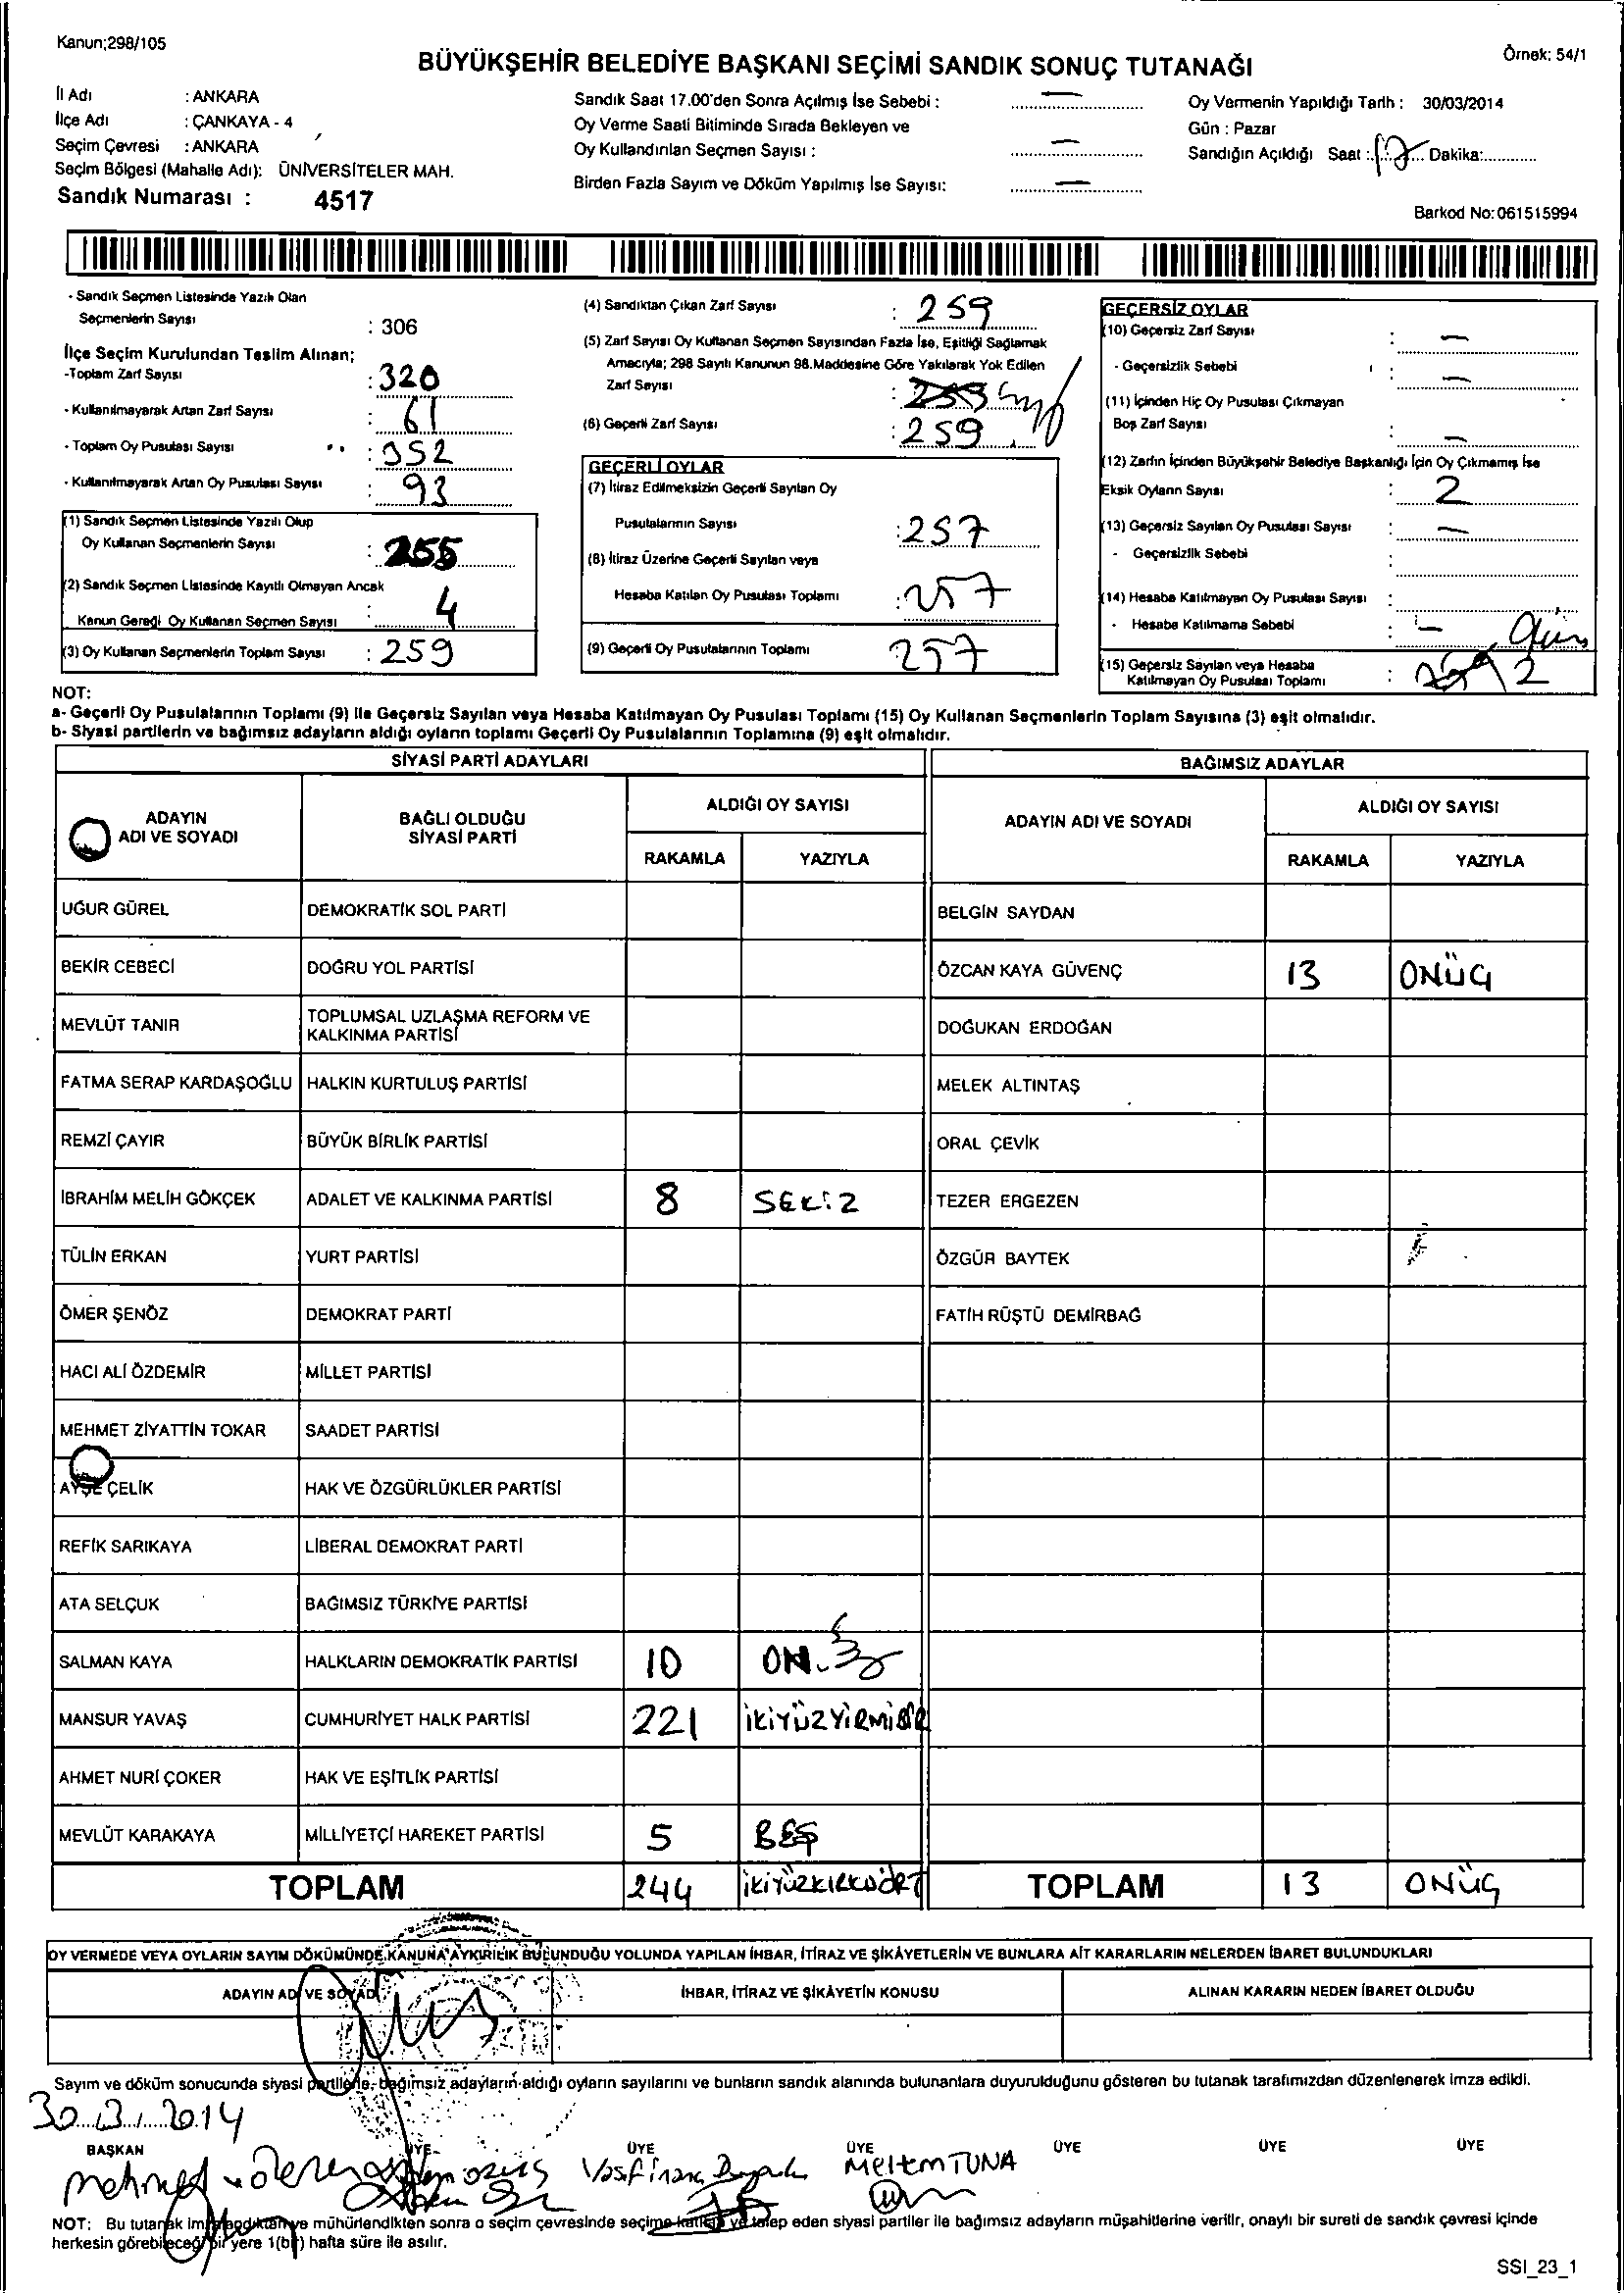 Kanun;298/105
Örnek: 54/1
BÜYÜKŞEHİR BELEDİYE BAŞKANI SEÇİMİ SANDIK SONUÇ TUTANAĞI
İl Adı : ANKARA
İlçe Adı : ÇANKAYA - 4
Seçim Çevresi : ANKARA
Seçim Bölgesi (Mahalle Adı): ÜNİVERSİTELER MAH.
Sandık Numarası : 4517
Sandık Saat 17.00'den Sonra Açılmış İse Sebebi : —
Oy Verme Saati Bitiminde Sırada Bekleyen ve
Oy Kullandırılan Seçmen Sayısı : —
Birden Fazla Sayım ve Döküm Yapılmış İse Sayısı: —
Oy Vermenin Yapıldığı Tarih : 30/03/2014
Gün : Pazar
Sandığın Açıldığı Saat : 17 Dakika:
Barkod No:061515994
- Sandık Seçmen Listesinde Yazılı Olan
Seçmenlerin Sayısı : 306
İlçe Seçim Kurulundan Teslim Alınan;
-Toplam Zarf Sayısı : 320
- Kullanılmayarak Artan Zarf Sayısı : 61
- Toplam Oy Pusulası Sayısı : 352
- Kullanılmayarak Artan Oy Pusulası Sayısı : 93
(1) Sandık Seçmen Listesinde Yazılı Olup
Oy Kullanan Seçmenlerin Sayısı : 255
(2) Sandık Seçmen Listesinde Kayıtlı Olmayan Ancak
Kanun Gereği Oy Kullanan Seçmen Sayısı : 4
(3) Oy Kullanan Seçmenlerin Toplam Sayısı : 259
(4) Sandıktan Çıkan Zarf Sayısı : 259
(5) Zarf Sayısı Oy Kullanan Seçmen Sayısından Fazla İse, Eşitliği Sağlamak
Amacıyla; 298 Sayılı Kanunun 98.Maddesine Göre Yakılarak Yok Edilen
Zarf Sayısı :
(6) Geçerli Zarf Sayısı : 259
GEÇERLİ OYLAR
(7) İtiraz Edilmeksizin Geçerli Sayılan Oy
Pusulalarının Sayısı : 257
(8) İtiraz Üzerine Geçerli Sayılan veya
Hesaba Katılan Oy Pusulası Toplamı : 257
(9) Geçerli Oy Pusulalarının Toplamı 257
GEÇERSİZ OYLAR
(10) Geçersiz Zarf Sayısı : —
- Geçersizlik Sebebi : —
(11) İçinden Hiç Oy Pusulası Çıkmayan
Boş Zarf Sayısı : —
(12) Zarfın İçinden Büyükşehir Belediye Başkanlığı İçin Oy Çıkmamış İse
Eksik Oyların Sayısı : 2
(13) Geçersiz Sayılan Oy Pusulası Sayısı : —
- Geçersizlik Sebebi :
(14) Hesaba Katılmayan Oy Pusulası Sayısı :
- Hesaba Katılmama Sebebi : —
(15) Geçersiz Sayılan veya Hesaba
Katılmayan Oy Pusulası Toplamı : 2
NOT:
a- Geçerli Oy Pusulalarının Toplamı (9) ile Geçersiz Sayılan veya Hesaba Katılmayan Oy Pusulası Toplamı (15) Oy Kullanan Seçmenlerin Toplam Sayısına (3) eşit olmalıdır.
b- Siyasi partilerin ve bağımsız adayların aldığı oyların toplamı Geçerli Oy Pusulalarının Toplamına (9) eşit olmalıdır.
SİYASİ PARTİ ADAYLARI
ADAYIN ADI VE SOYADI
BAĞLI OLDUĞU SİYASİ PARTİ
ALDIĞI OY SAYISI
RAKAMLA YAZIYLA
UĞUR GÜREL DEMOKRATİK SOL PARTİ
BEKİR CEBECİ DOĞRU YOL PARTİSİ
MEVLÜT TANIR TOPLUMSAL UZLAŞMA REFORM VE
KALKINMA PARTİSİ
FATMA SERAP KARDAŞOĞLU HALKIN KURTULUŞ PARTİSİ
REMZİ ÇAYIR BÜYÜK BİRLİK PARTİSİ
İBRAHİM MELİH GÖKÇEK ADALET VE KALKINMA PARTİSİ 8 SEKİZ
TÜLİN ERKAN YURT PARTİSİ
ÖMER ŞENÖZ DEMOKRAT PARTİ
HACI ALİ ÖZDEMİR MİLLET PARTİSİ
MEHMET ZİYATTİN TOKAR SAADET PARTİSİ
AYŞE ÇELİK HAK VE ÖZGÜRLÜKLER PARTİSİ
REFİK SARIKAYA LİBERAL DEMOKRAT PARTİ
ATA SELÇUK BAĞIMSIZ TÜRKİYE PARTİSİ
SALMAN KAYA HALKLARIN DEMOKRATİK PARTİSİ 10 ON
MANSUR YAVAŞ CUMHURİYET HALK PARTİSİ 221 İKİYÜZYİRMİBİR
AHMET NURİ ÇOKER HAK VE EŞİTLİK PARTİSİ
MEVLÜT KARAKAYA MİLLİYETÇİ HAREKET PARTİSİ 5 BEŞ
TOPLAM 244 İKİYÜZKIRKDÖRT
BAĞIMSIZ ADAYLAR
ADAYIN ADI VE SOYADI
ALDIĞI OY SAYISI
RAKAMLA YAZIYLA
BELGİN SAYDAN
ÖZCAN KAYA GÜVENÇ 13 ONÜÇ
DOĞUKAN ERDOĞAN
MELEK ALTINTAŞ
ORAL ÇEVİK
TEZER ERGEZEN
ÖZGÜR BAYTEK
FATİH RÜŞTÜ DEMİRBAĞ
TOPLAM 13 ONÜÇ
OY VERMEDE VEYA OYLARIN SAYIM DÖKÜMÜNDE KANUNA AYKIRILIK BULUNDUĞU YOLUNDA YAPILAN İHBAR, İTİRAZ VE ŞİKÂYETLERİN VE BUNLARA AİT KARARLARIN NELERDEN İBARET BULUNDUKLARI
ADAYIN ADI VE SOYADI İHBAR, İTİRAZ VE ŞİKÂYETİN KONUSU ALINAN KARARIN NEDEN İBARET OLDUĞU
Sayım ve döküm sonucunda siyasi partilerle, bağımsız adayların aldığı oyların sayılarını ve bunların sandık alanında bulunanlara duyurulduğunu gösteren bu tutanak tarafımızdan düzenlenerek imza edildi.
30/3/2014
BAŞKAN ÜYE ÜYE ÜYE ÜYE ÜYE ÜYE
Meltem TUNA
NOT: Bu tutanak imzalandıktan ve mühürlendikten sonra o seçim çevresinde seçime katılan ve talep eden siyasi partiler ile bağımsız adayların müşahitlerine verilir, onaylı bir sureti de sandık çevresi içinde
herkesin görebileceği bir yere 1(bir) hafta süre ile asılır.
SSI_23_1